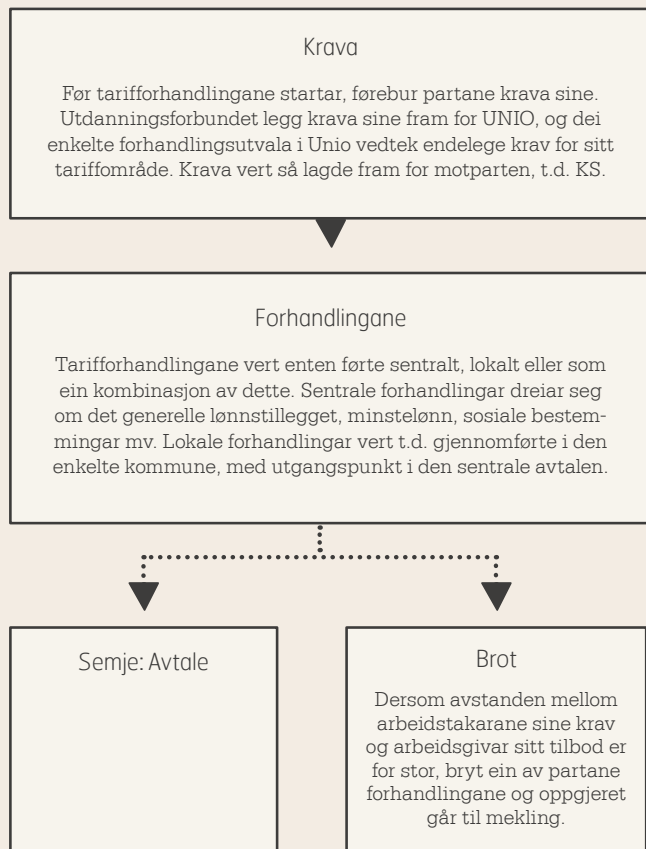 Krava
Før tarifforhandlingane startar, førebur partane krava sine.
Utdanningsforbundet legg krava sine fram for UNIO, og dei
enkelte forhandlingsutvala i Unio vedtek endelege krav for sitt
tariffområde. Krava vert så lagde fram for motparten, t.d. KS.
Forhandlingane
Tarifforhandlingane vert enten førte sentralt, lokalt eller som
ein kombinasjon av dette. Sentrale forhandlingar dreiar seg
om det generelle lønnstillegget, minstelønn, sosiale bestem-
mingar mv. Lokale forhandlingar vert t.d. gjennomførte i den
enkelte kommune, med utgangspunkt i den sentrale avtalen.
Semje: Avtale
Brot
Dersom avstanden mellom
arbeidstakarane sine krav
og arbeidsgivar sitt tilbod er
for stor, bryt ein av partane
forhandlingane og oppgjeret
går til mekling.